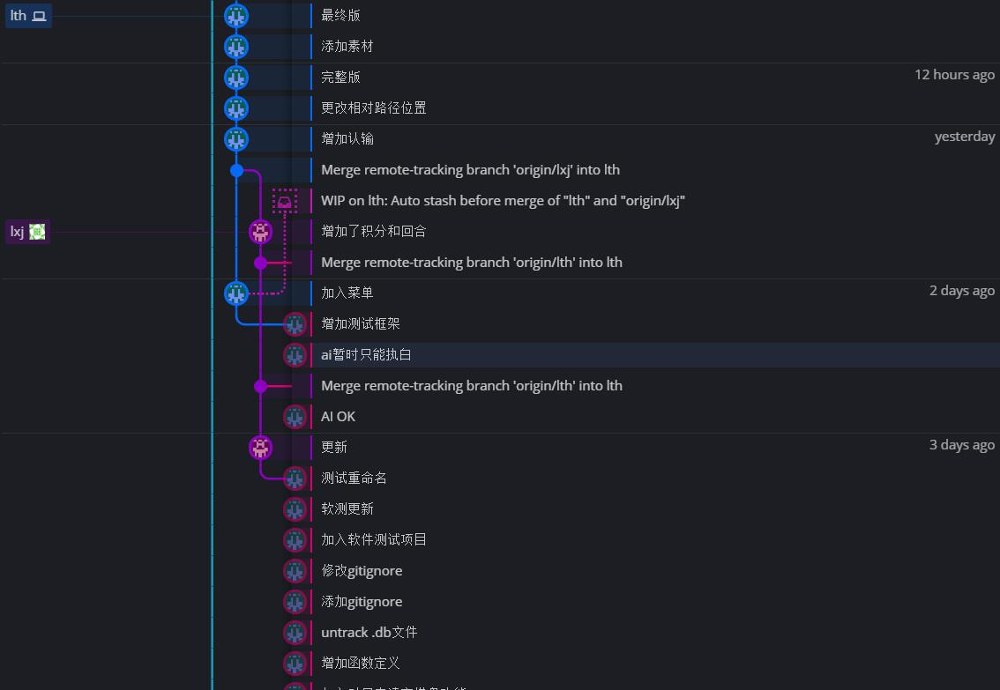 lth
最终版
添加素材
完整版
12 hours ago
更改相对路径位置
增加认输
yesterday
Merge remote-tracking branch 'origin/lxj' into lth
WIP on lth: Auto stash before merge of "lth" and "origin/lxj"
lxj
增加了积分和回合
Merge remote-tracking branch 'origin/lth' into lth
加入菜单
2 days ago
增加测试框架
ai暂时只能执白
Merge remote-tracking branch 'origin/lth' into lth
AI OK
更新
3 days ago
测试重命名
软测更新
加入软件测试项目
修改gitignore
添加gitignore
untrack .db文件
增加函数定义